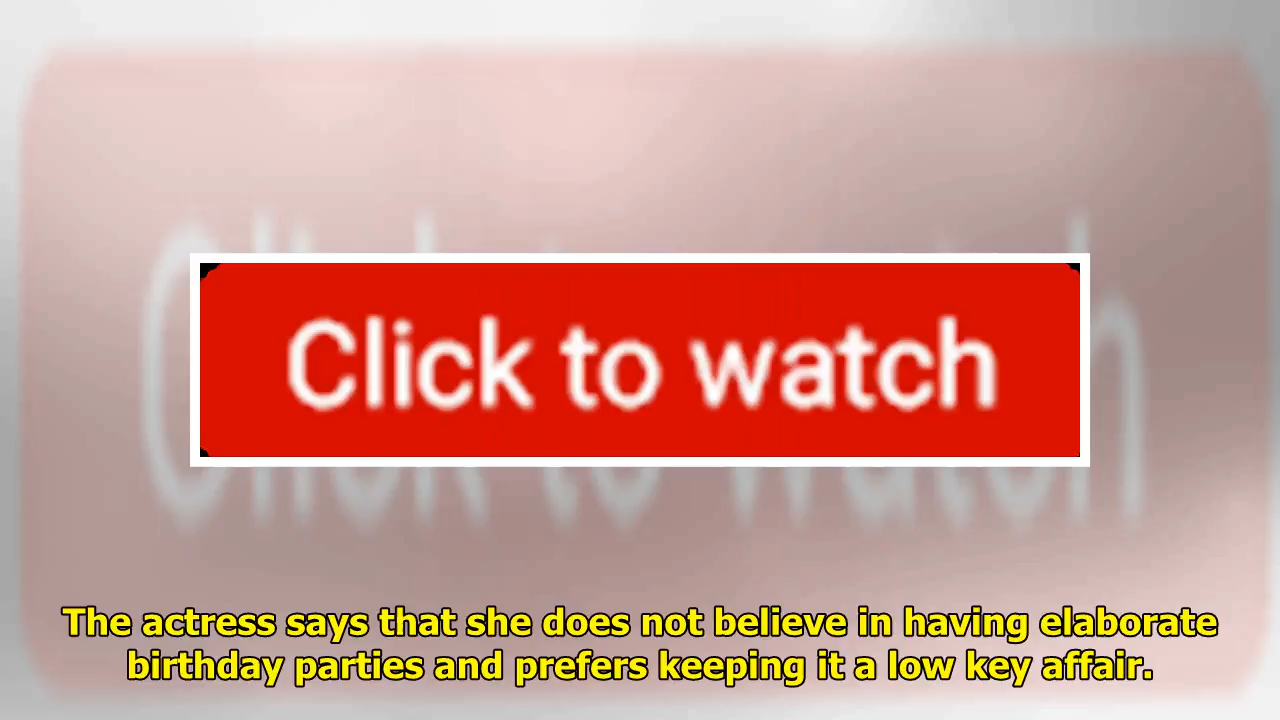 Click to watch
The actress says that she does not believe in having elaborate
birthday parties and prefers keeping it a low key affair.